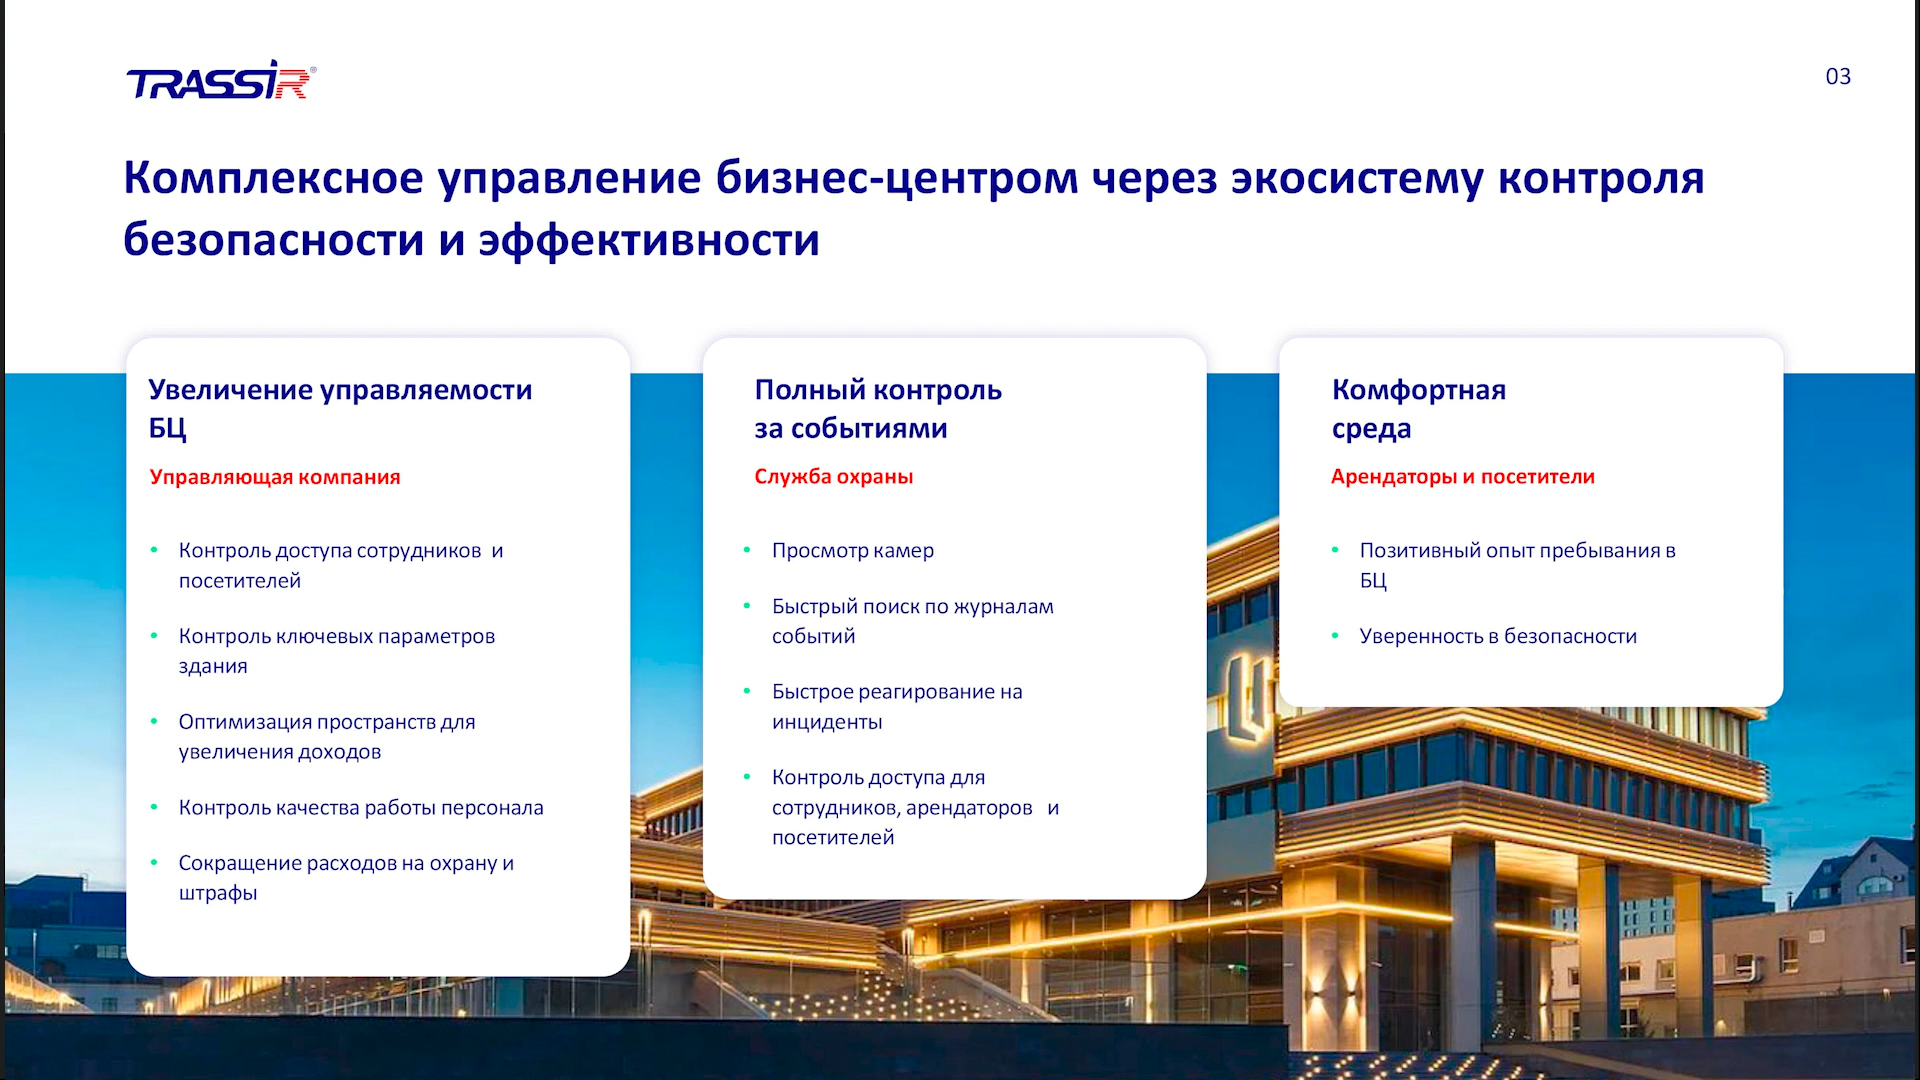 TRASSIR®
03
Комплексное управление бизнес-центром через экосистему контроля
безопасности и эффективности
Увеличение управляемости
БЦ
Управляющая компания
• Контроль доступа сотрудников и
посетителей
• Контроль ключевых параметров
здания
• Оптимизация пространств для
увеличения доходов
• Контроль качества работы персонала
• Сокращение расходов на охрану и
штрафы
Полный контроль
за событиями
Служба охраны
• Просмотр камер
• Быстрый поиск по журналам
событий
• Быстрое реагирование на
инциденты
• Контроль доступа для
сотрудников, арендаторов и
посетителей
Комфортная
среда
Арендаторы и посетители
• Позитивный опыт пребывания в
БЦ
• Уверенность в безопасности